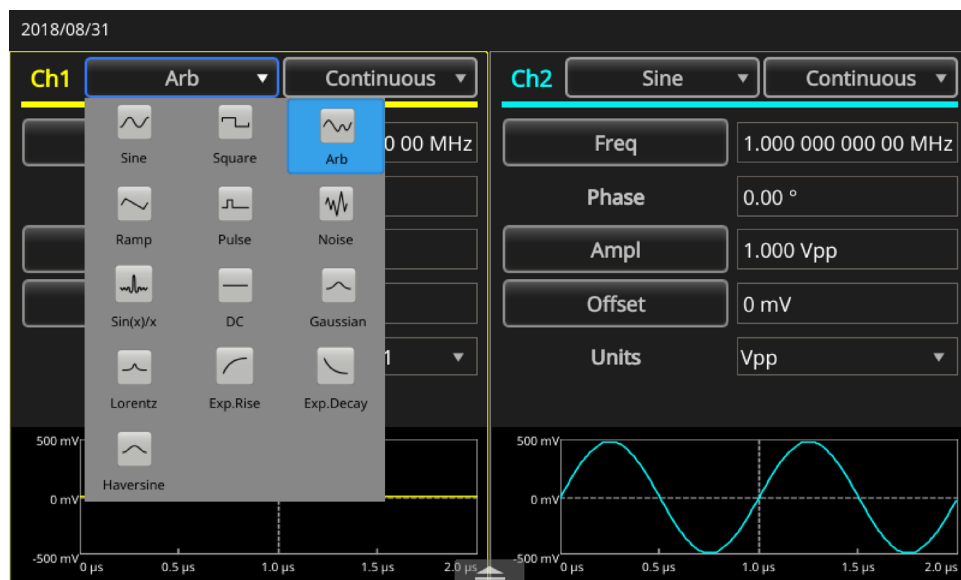 2018/08/31
Ch1 Arb Continuous
Sine Square Arb
Ramp Pulse Noise
Sin(x)/x DC Gaussian
Lorentz Exp.Rise Exp.Decay
Haversine
0 00 MHz
1
500 mV
0 mV
-500 mV
0 µs 0.5 µs 1.0 µs 1.5 µs 2.0 µs
Ch2 Sine Continuous
Freq 1.000 000 000 00 MHz
Phase 0.00 °
Ampl 1.000 Vpp
Offset 0 mV
Units Vpp
500 mV
0 mV
-500 mV
0 µs 0.5 µs 1.0 µs 1.5 µs 2.0 µs